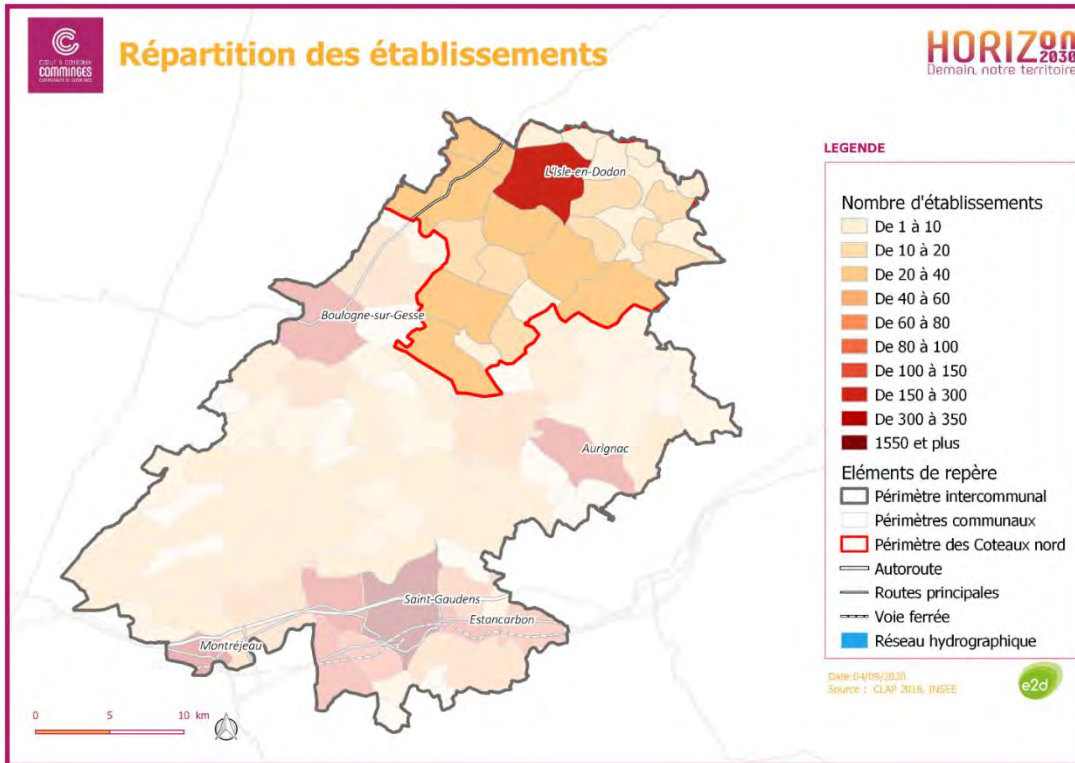 CŒUR & COTEAUX
COMMINGES
Répartition des établissements
HORIZON
2030
Demain, notre territoire
LEGENDE
Nombre d'établissements
De 1 à 10
De 10 à 20
De 20 à 40
De 40 à 60
De 60 à 80
De 80 à 100
De 100 à 150
De 150 à 300
De 300 à 350
1550 et plus
Eléments de repère
Périmètre intercommunal
Périmètres communaux
Périmètre des Coteaux nord
Autoroute
Routes principales
Voie ferrée
Réseau hydrographique
Date:04/09/2020
Source : CLAP 2016, INSEE
e2d
L'Isle-en-Dodon
Boulogne-sur-Gesse
Aurignac
Saint-Gaudens
Estancarbon
Montréjeau
0 5 10 km